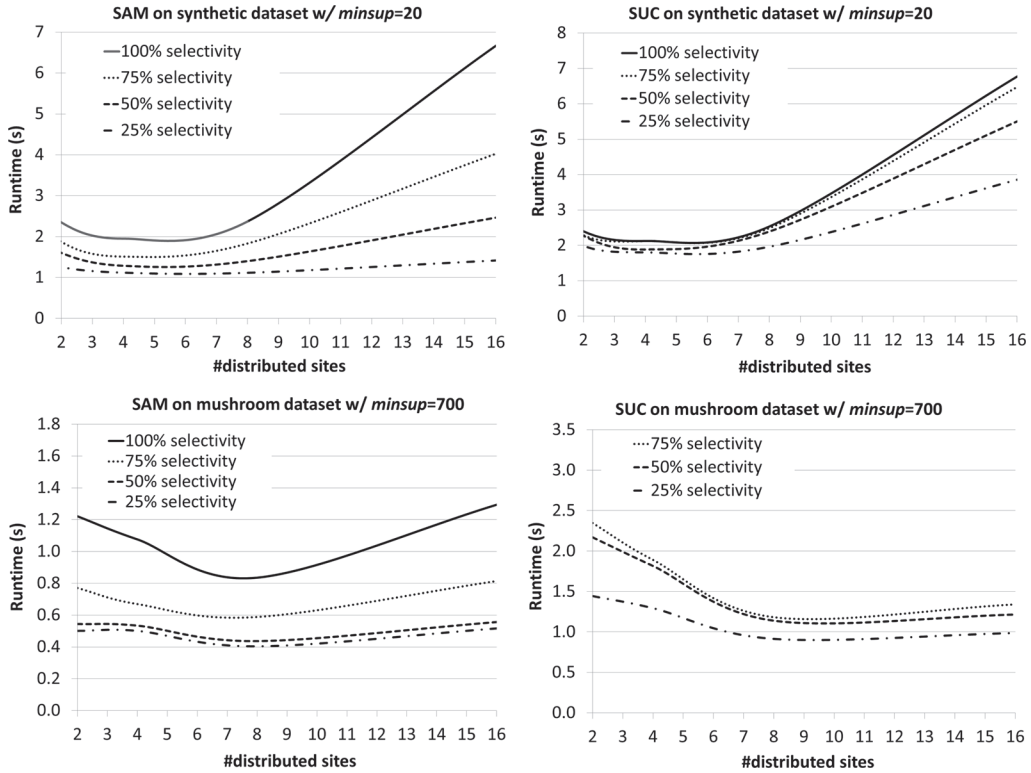 SAM on synthetic dataset w/ minsup=20
7
6
5
4
3
2
1
0
Runtime (s)
100% selectivity
75% selectivity
50% selectivity
25% selectivity
2 3 4 5 6 7 8 9 10 11 12 13 14 15 16
#distributed sites
SUC on synthetic dataset w/ minsup=20
8
7
6
5
4
3
2
1
0
Runtime (s)
100% selectivity
75% selectivity
50% selectivity
25% selectivity
2 3 4 5 6 7 8 9 10 11 12 13 14 15 16
#distributed sites
SAM on mushroom dataset w/ minsup=700
1.8
1.6
1.4
1.2
1.0
0.8
0.6
0.4
0.2
0.0
Runtime (s)
100% selectivity
75% selectivity
50% selectivity
25% selectivity
2 3 4 5 6 7 8 9 10 11 12 13 14 15 16
#distributed sites
SUC on mushroom dataset w/ minsup=700
3.5
3.0
2.5
2.0
1.5
1.0
0.5
0.0
Runtime (s)
75% selectivity
50% selectivity
25% selectivity
2 3 4 5 6 7 8 9 10 11 12 13 14 15 16
#distributed sites